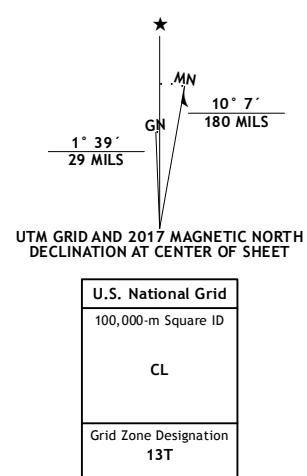 ★
MN
GN
10° 7´
180 MILS
1° 39´
29 MILS
UTM GRID AND 2017 MAGNETIC NORTH
DECLINATION AT CENTER OF SHEET
U.S. National Grid
100,000-m Square ID
CL
Grid Zone Designation
13T